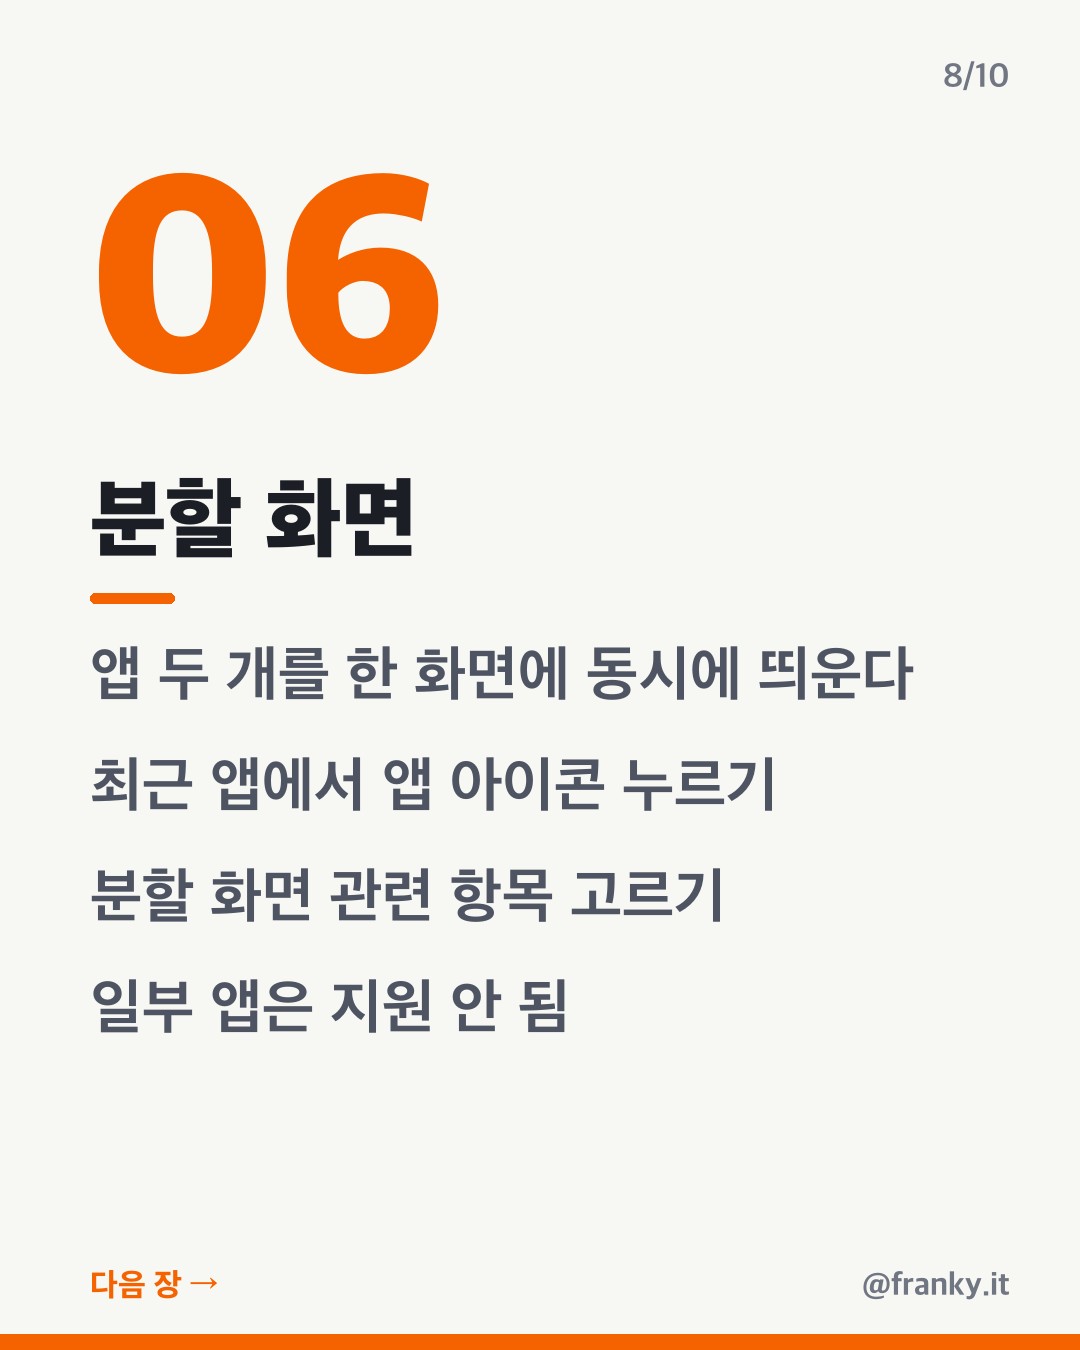 8/10
06
분할 화면
앱 두 개를 한 화면에 동시에 띄운다
최근 앱에서 앱 아이콘 누르기
분할 화면 관련 항목 고르기
일부 앱은 지원 안 됨
다음 장 →
@franky.it